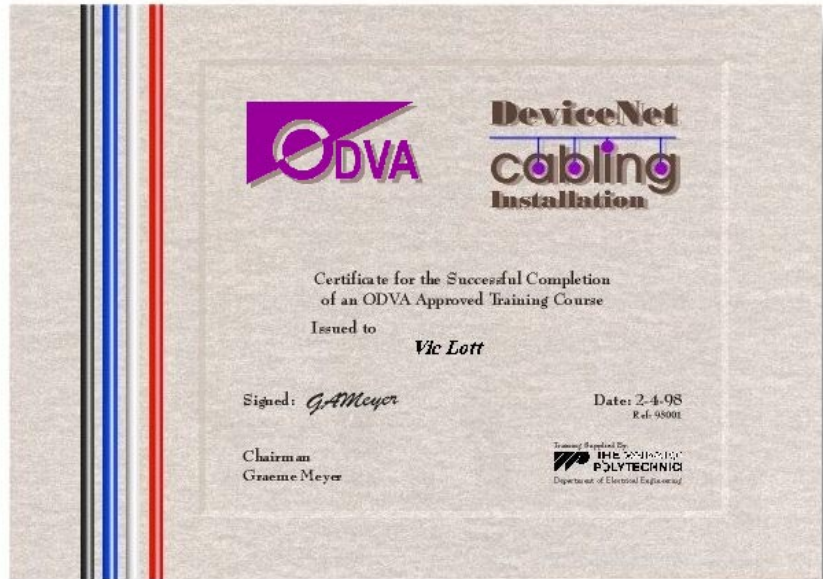 ODVA
DeviceNet
cabling
Installation
Certificate for the Successful Completion
of an ODVA Approved Training Course
Issued to
Vic Lott
Signed: GAMeyer
Date: 2-4-98
Ref: 98001
Chairman
Graeme Meyer
Training Supplied By:
THE
POLYTECHNIC
Department of Electrical Engineering